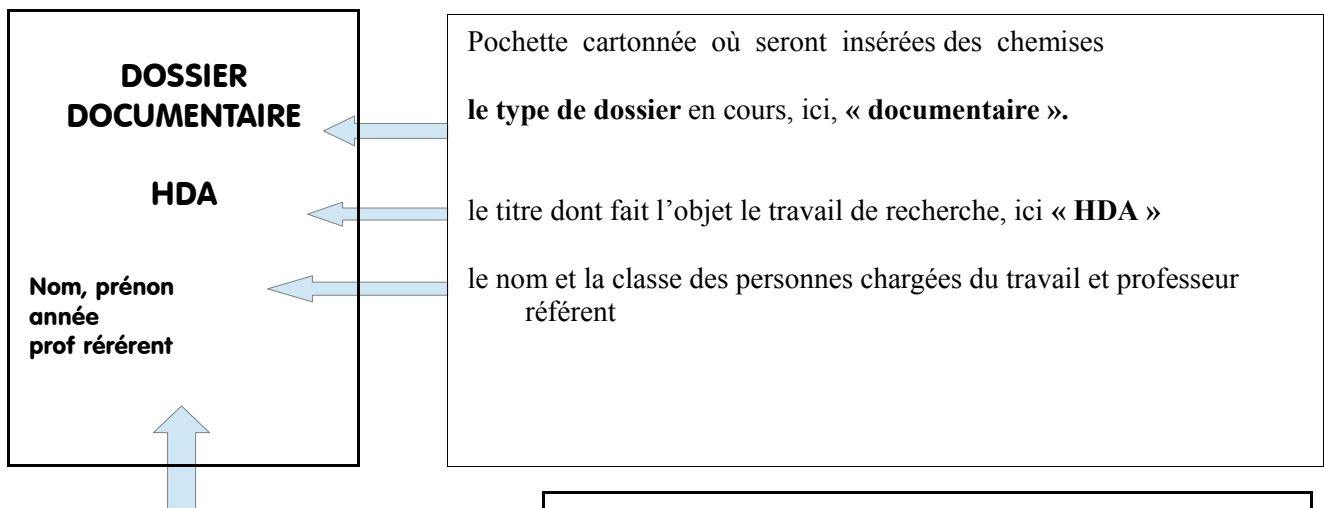 DOSSIER
DOCUMENTAIRE
HDA
Nom, prénon
année
prof rérérent
Pochette cartonnée où seront insérées des chemises
le type de dossier en cours, ici, « documentaire ».
le titre dont fait l’objet le travail de recherche, ici « HDA »
le nom et la classe des personnes chargées du travail et professeur
référent